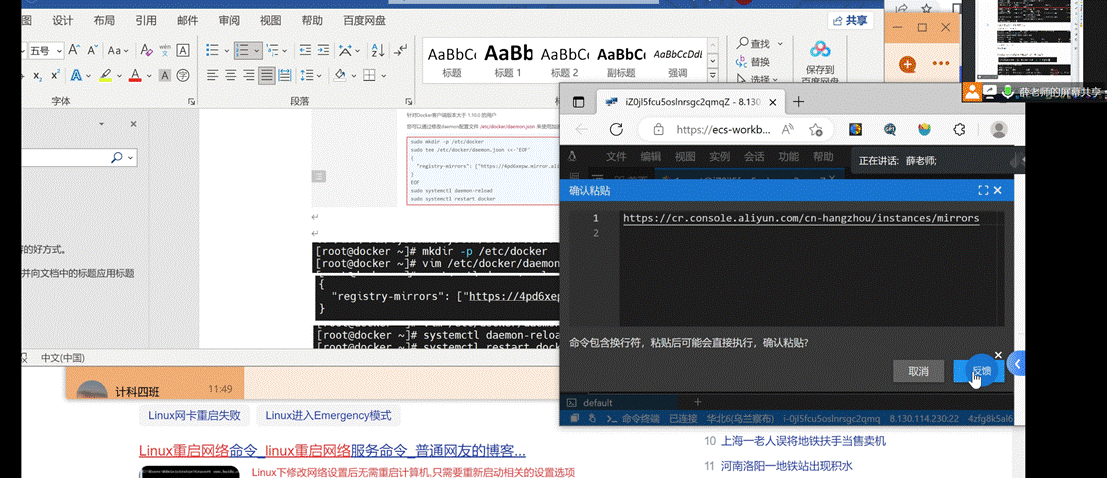 图 设计 布局 引用 邮件 审阅 视图 帮助 百度网盘 共享
五号 A A Aa wén 文 A
AaBbC AaBb AaBbC AaBbC AaBbCcDd
标题 标题 1 标题 2 副标题 强调
x₂ x² A A A 字
字体 段落
查找
替换
选择
保存到
百度网盘
薛老师的屏幕共享
针对Docker客户端版本大于 1.10.0 的用户
您可以通过修改daemon配置文件 /etc/docker/daemon.json
sudo mkdir -p /etc/docker
sudo tee /etc/docker/daemon.json <<-'EOF'
{
"registry-mirrors": ["https://4pd6xepw.mirror.ali
}
EOF
sudo systemctl daemon-reload
sudo systemctl restart docker
的好方式。
并向文档中的标题应用标题
[root@docker ~]# mkdir -p /etc/docker
[root@docker ~]# vim /etc/docker/daemon
{
"registry-mirrors": ["https://4pd6xep
}
[root@docker ~]# systemctl daemon-reloa
[root@docker ~]# systemctl restart doc
中文(中国)
iZ0jl5fcu5oslnrsgc2qmqZ - 8.130
https://ecs-workb...
文件 编辑 视图 实例 会话 功能 帮助
正在讲话: 薛老师;
确认粘贴
1 https://cr.console.aliyun.com/cn-hangzhou/instances/mirrors
2
命令包含换行符，粘贴后可能会直接执行，确认粘贴?
取消 反馈
default
命令终端 已连接 华北6(乌兰察布) i-0jl5fcu5oslnrsgc2qmq 8.130.114.230:22 4zfg8k5al6
计科四班 11:49
Linux网卡重启失败 Linux进入Emergency模式
Linux重启网络命令_linux重启网络服务命令_普通网友的博客...
Linux下修改网络设置后无需重启计算机,只需要重新启动相关的设置选项
10 上海一老人误将地铁扶手当售卖机
11 河南洛阳一地铁站出现积水